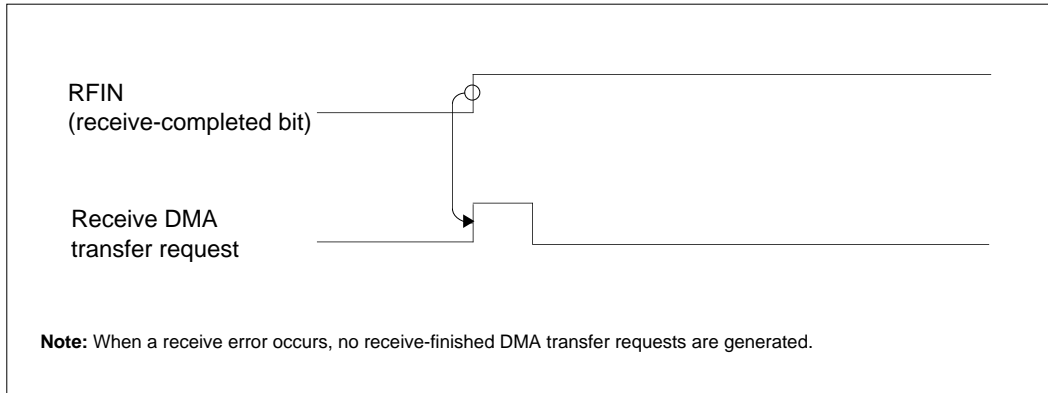 RFIN
(receive-completed bit)
Receive DMA
transfer request
Note: When a receive error occurs, no receive-finished DMA transfer requests are generated.